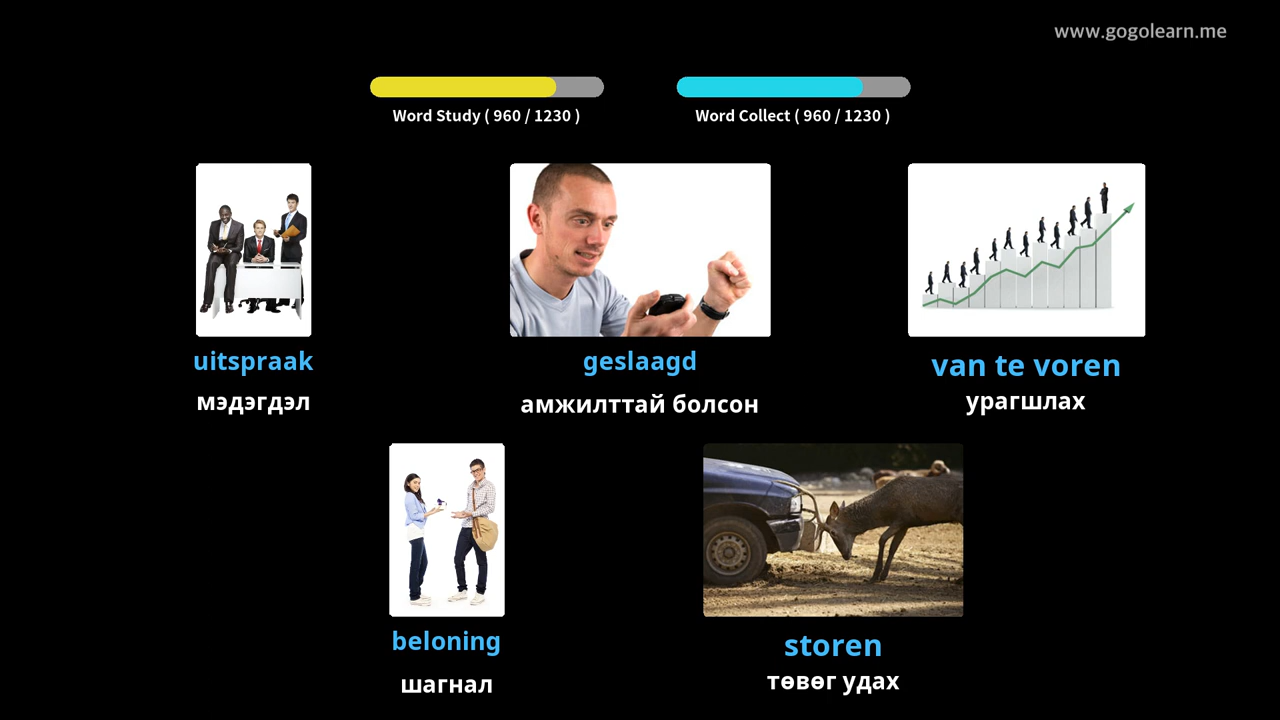 www.gogolearn.me
Word Study ( 960 / 1230 )
Word Collect ( 960 / 1230 )
uitspraak
мэдэгдэл
geslaagd
амжилттай болсон
van te voren
урагшлах
beloning
шагнал
storen
төвөг удах